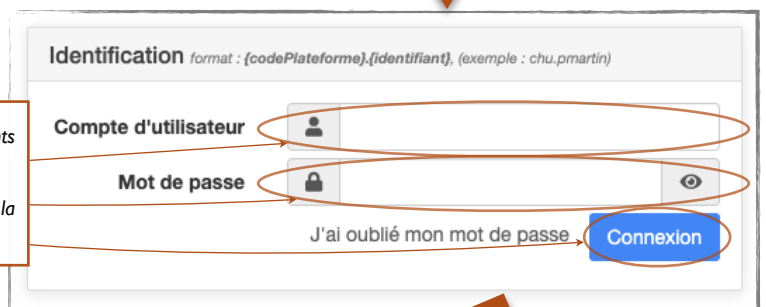 Identification format : {codePlateforme}.{identifiant}, (exemple : chu.pmartin)
Compte d'utilisateur
Mot de passe
la
J'ai oublié mon mot de passe
Connexion